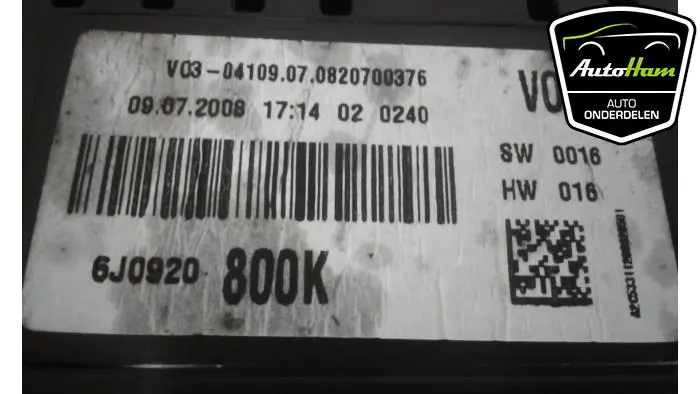 V03-04109.07.0820700376
09.07.2008 17:14 02 0240
V0
SW 0016
HW 016
6J0920 800K
AutoHam
AUTO
ONDERDELEN